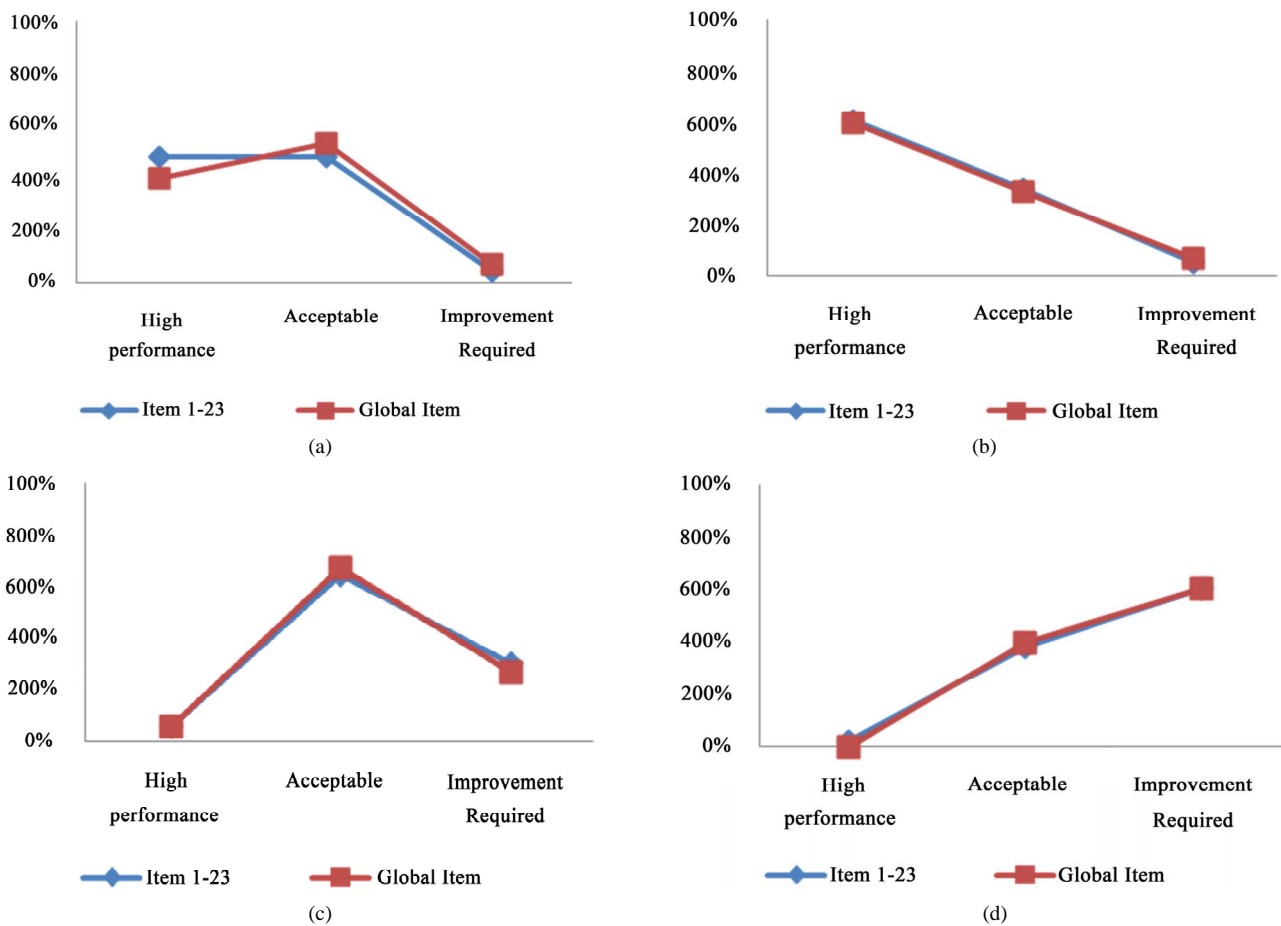 100%
800%
600%
400%
200%
0%
High performance
Acceptable
Improvement Required
Item 1-23
Global Item
(a)
100%
800%
600%
400%
200%
0%
High performance
Acceptable
Improvement Required
Item 1-23
Global Item
(b)
100%
800%
600%
400%
200%
0%
High performance
Acceptable
Improvement Required
Item 1-23
Global Item
(c)
100%
800%
600%
400%
200%
0%
High performance
Acceptable
Improvement Required
Item 1-23
Global Item
(d)